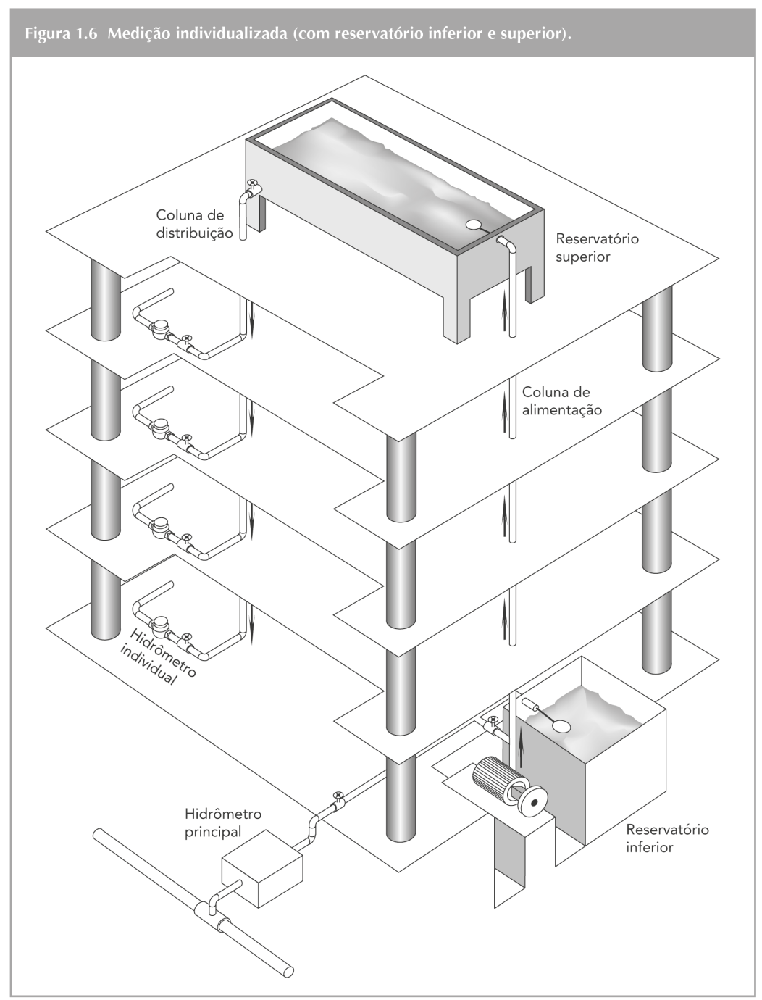 Figura 1.6 Medição individualizada (com reservatório inferior e superior).
Coluna de
distribuição
Reservatório
superior
Coluna de
alimentação
Hidrômetro
individual
Hidrômetro
principal
Reservatório
inferior